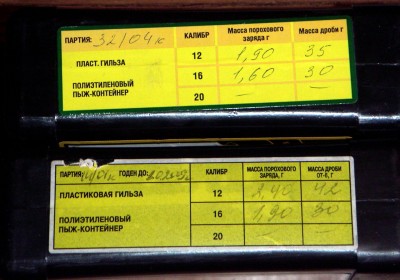 ПАРТИЯ: 32/04к КАЛИБР Масса порохового заряда г Масса дроби г
ПЛАСТ. ГИЛЬЗА 12 1,90 35
ПОЛИЭТИЛЕНОВЫЙ ПЫЖ-КОНТЕЙНЕР 16 1,60 30
20 — —
ПАРТИЯ: ГОДЕН ДО: КАЛИБР МАССА ПОРОХОВОГО ЗАРЯДА, Г МАССА ДРОБИ ОТ-ДО, Г
ПЛАСТИКОВАЯ ГИЛЬЗА 12 2,40 42
ПОЛИЭТИЛЕНОВЫЙ ПЫЖ-КОНТЕЙНЕР 16 1,90 30
20 — —